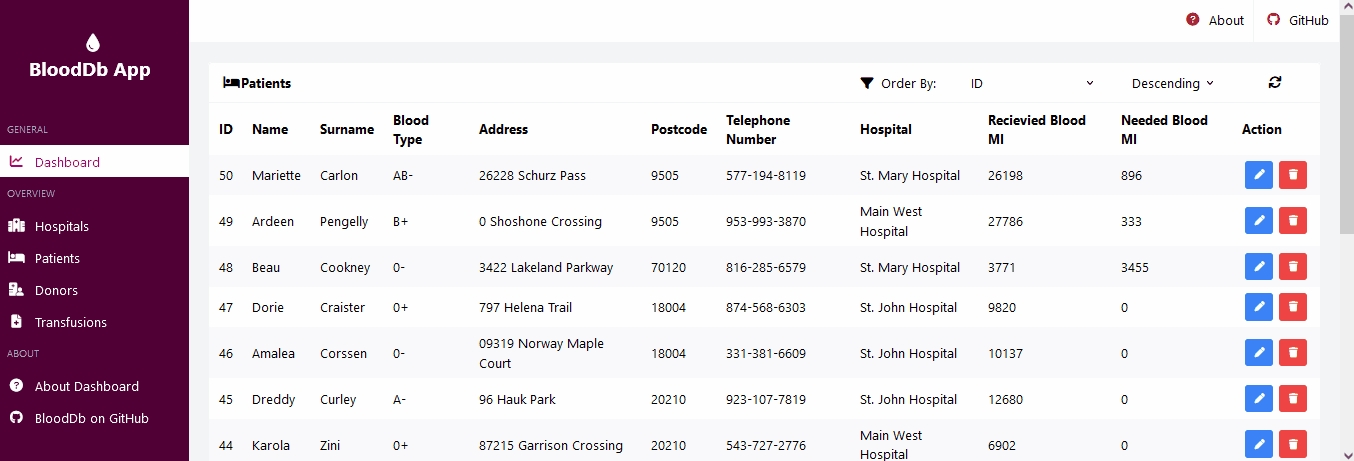 BloodDb App
GENERAL
Dashboard
OVERVIEW
Hospitals
Patients
Donors
Transfusions
ABOUT
About Dashboard
BloodDb on GitHub
About GitHub
Patients Order By: ID Descending
ID Name Surname Blood Type Address Postcode Telephone Number Hospital Recievied Blood Ml Needed Blood Ml Action
50 Mariette Carlon AB- 26228 Schurz Pass 9505 577-194-8119 St. Mary Hospital 26198 896
49 Ardeen Pengelly B+ 0 Shoshone Crossing 9505 953-993-3870 Main West Hospital 27786 333
48 Beau Cookney 0- 3422 Lakeland Parkway 70120 816-285-6579 St. Mary Hospital 3771 3455
47 Dorie Craister 0+ 797 Helena Trail 18004 874-568-6303 St. John Hospital 9820 0
46 Amalea Corssen 0- 09319 Norway Maple Court 18004 331-381-6609 St. John Hospital 10137 0
45 Dreddy Curley A- 96 Hauk Park 20210 923-107-7819 St. John Hospital 12680 0
44 Karola Zini 0+ 87215 Garrison Crossing 20210 543-727-2776 Main West Hospital 6902 0